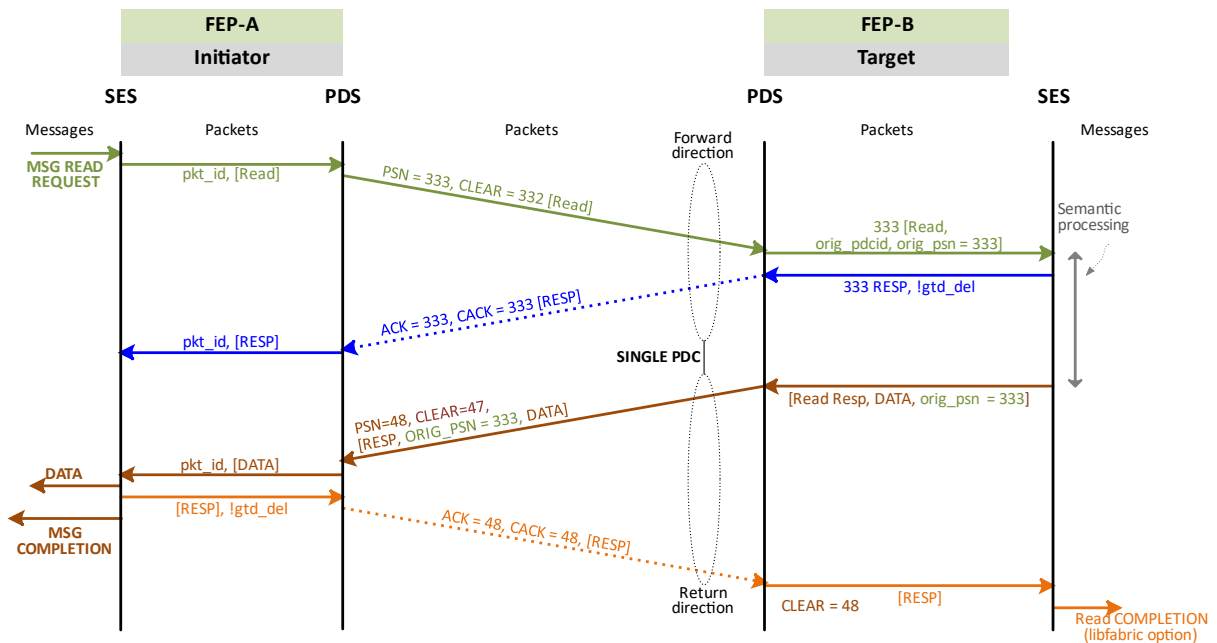 FEP-A
FEP-B
Initiator
Target
SES
PDS
PDS
SES
Messages
Packets
Packets
Forward
direction
Packets
Messages
MSG READ
REQUEST
pkt_id, [Read]
PSN = 333, CLEAR = 332 [Read]
333 [Read,
orig_pdcid, orig_psn = 333]
Semantic
processing
333 RESP, !gtd_del
ACK = 333, CACK = 333 [RESP]
pkt_id, [RESP]
SINGLE PDC
[Read Resp, DATA, orig_psn = 333]
PSN=48, CLEAR=47,
[RESP, ORIG_PSN = 333, DATA]
pkt_id, [DATA]
DATA
[RESP], !gtd_del
MSG
COMPLETION
ACK = 48, CACK = 48, [RESP]
Return
direction
CLEAR = 48
[RESP]
Read COMPLETION
(libfabric option)